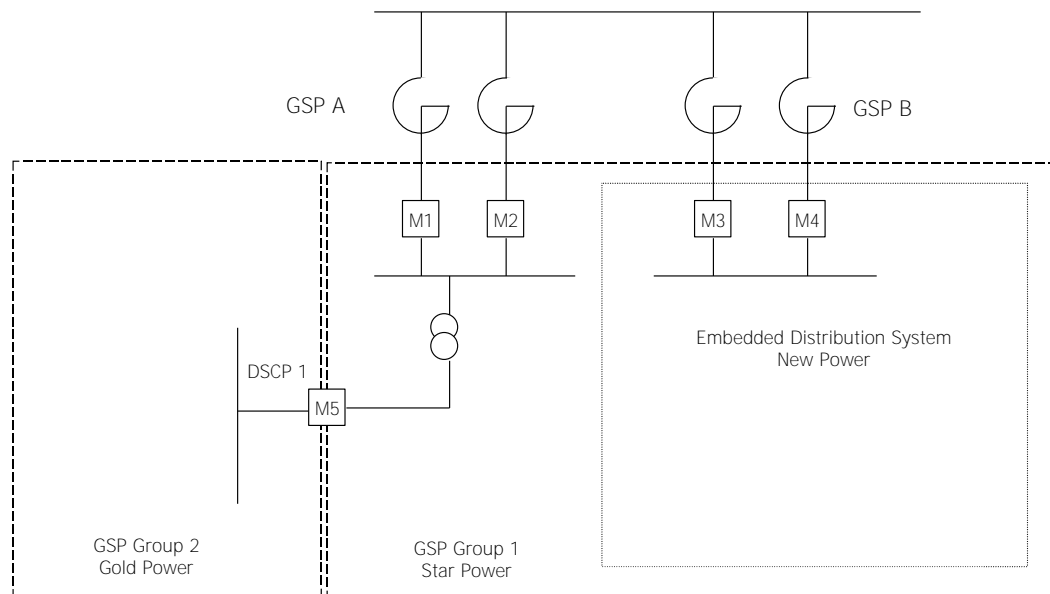 GSP A
GSP B
M1
M2
M3
M4
Embedded Distribution System
New Power
DSCP 1
M5
GSP Group 2
Gold Power
GSP Group 1
Star Power